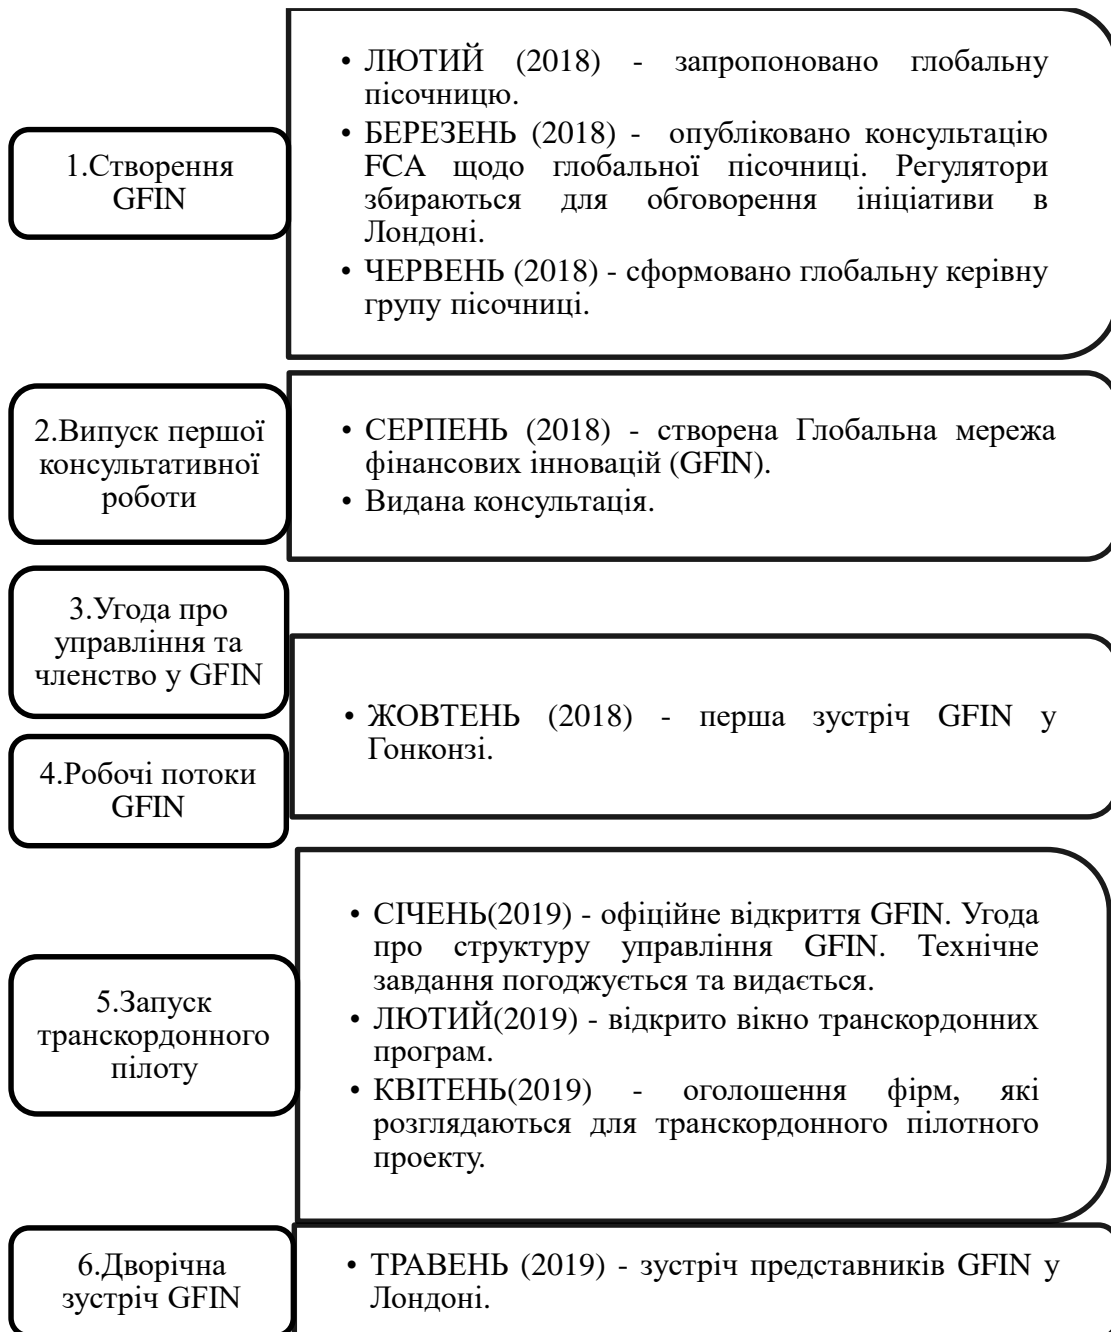 1.Створення
GFIN
• ЛЮТИЙ (2018) - запропоновано глобальну
пісочницю.
• БЕРЕЗЕНЬ (2018) - опубліковано консультацію
FCA щодо глобальної пісочниці. Регулятори
збираються для обговорення ініціативи в
Лондоні.
• ЧЕРВЕНЬ (2018) - сформовано глобальну керівну
групу пісочниці.
2.Випуск першої
консультативної
роботи
• СЕРПЕНЬ (2018) - створена Глобальна мережа
фінансових інновацій (GFIN).
• Видана консультація.
3.Угода про
управління та
членство у GFIN
4.Робочі потоки
GFIN
• ЖОВТЕНЬ (2018) - перша зустріч GFIN у
Гонконзі.
5.Запуск
транскордонного
пілоту
• СІЧЕНЬ(2019) - офіційне відкриття GFIN. Угода
про структуру управління GFIN. Технічне
завдання погоджується та видається.
• ЛЮТИЙ(2019) - відкрито вікно транскордонних
програм.
• КВІТЕНЬ(2019) - оголошення фірм, які
розглядаються для транскордонного пілотного
проекту.
6.Дворічна
зустріч GFIN
• ТРАВЕНЬ (2019) - зустріч представників GFIN у
Лондоні.